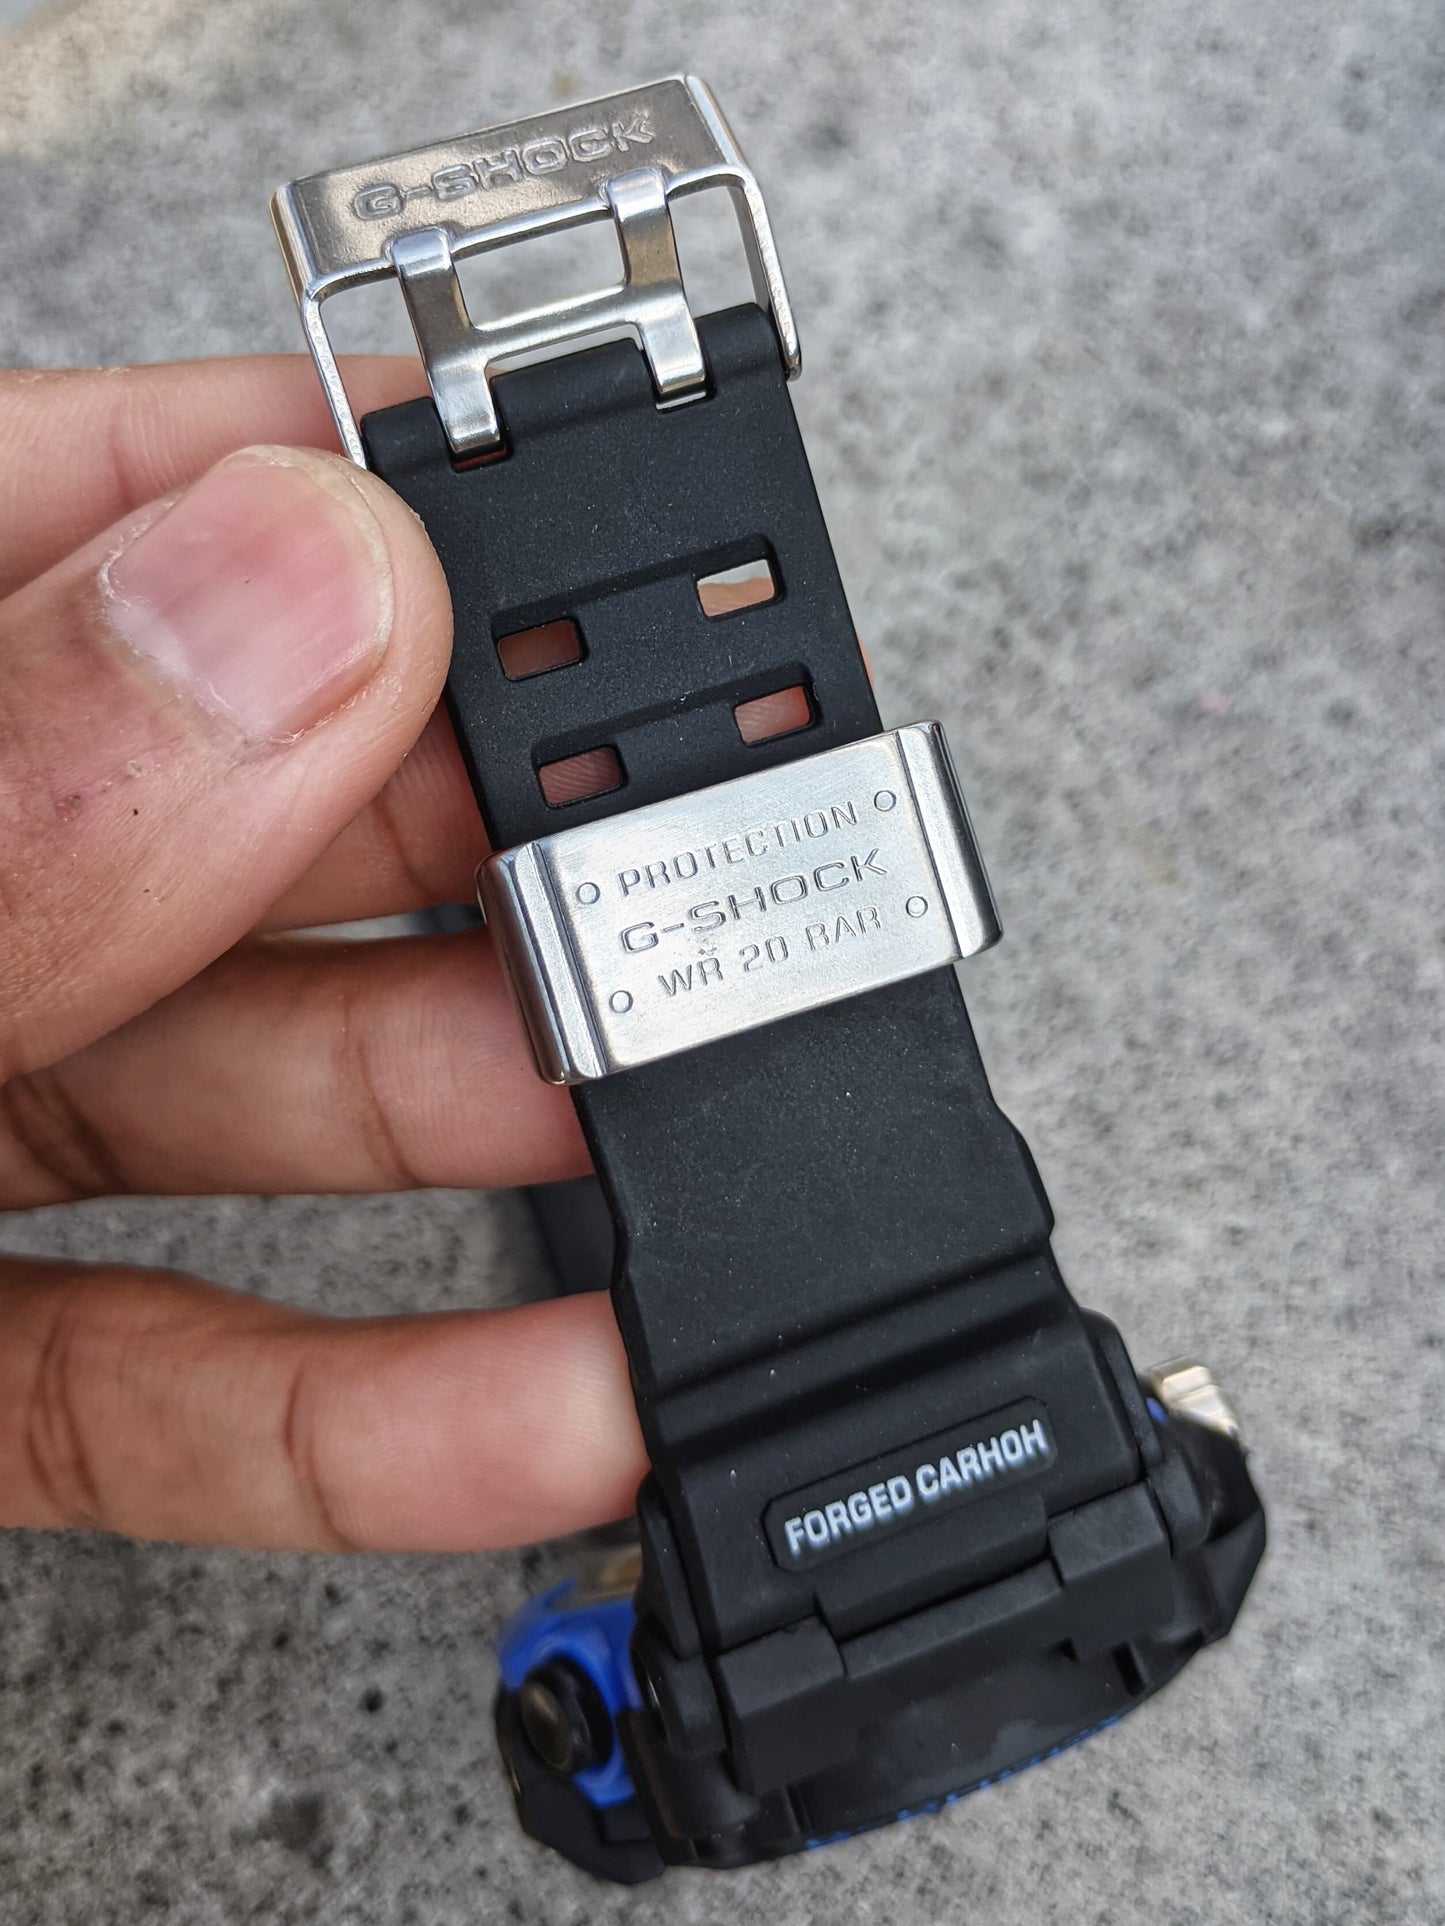 G-SHOCK
PROTECTION
G-SHOCK
WR 20 BAR
FORGED CARHOH